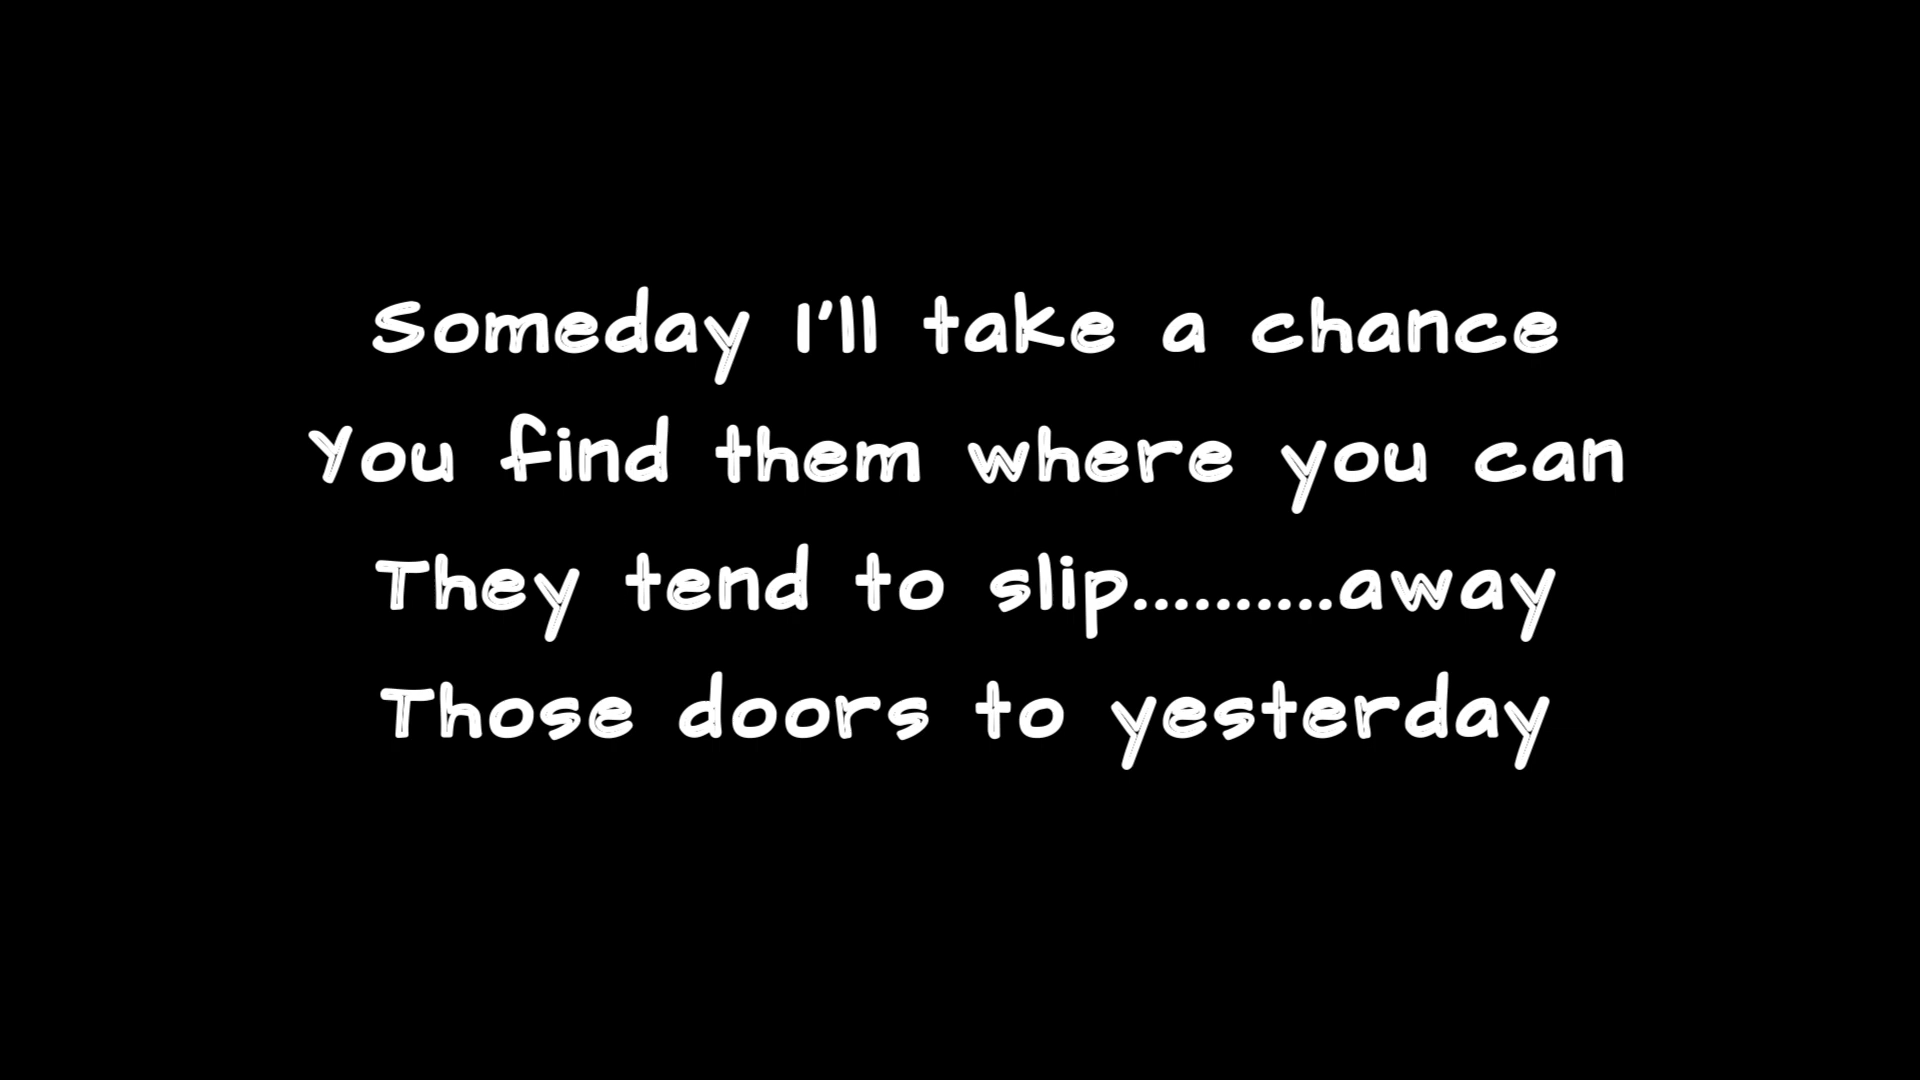 Someday I'll take a chance
You find them where you can
They tend to slip..........away
Those doors to yesterday